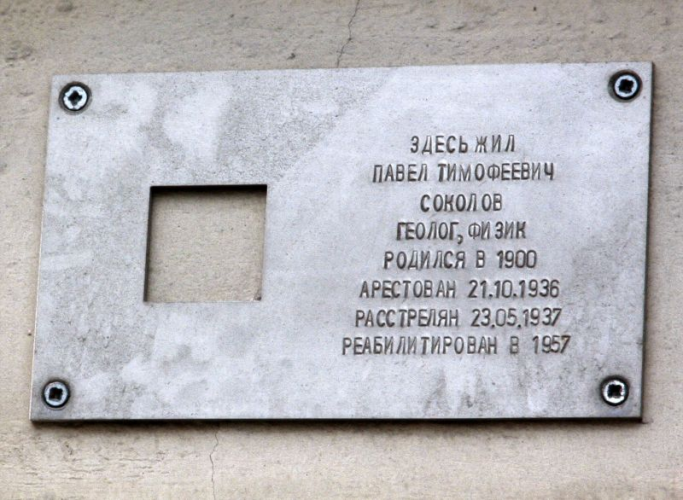 ЗДЕСЬ ЖИЛ
ПАВЕЛ ТИМОФЕЕВИЧ
СОКОЛОВ
ГЕОЛОГ, ФИЗИК
РОДИЛСЯ В 1900
АРЕСТОВАН 21.10.1936
РАССТРЕЛЯН 23.05.1937
РЕАБИЛИТИРОВАН В 1957